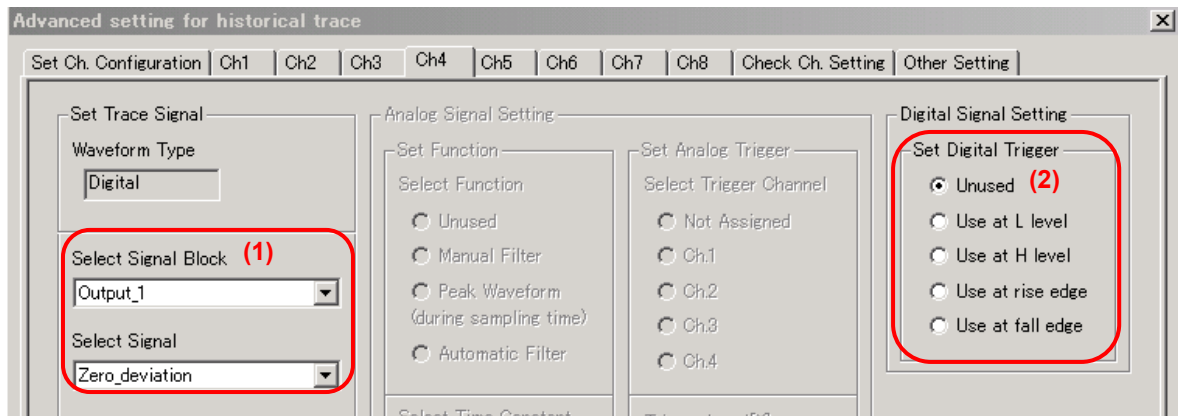 Advanced setting for historical trace
Set Ch. Configuration Ch1 Ch2 Ch3 Ch4 Ch5 Ch6 Ch7 Ch8 Check Ch. Setting Other Setting
Set Trace Signal
Waveform Type
Digital
Select Signal Block (1)
Output_1
Select Signal
Zero_deviation
Analog Signal Setting
Set Function
Select Function
Unused
Manual Filter
Peak Waveform
(during sampling time)
Automatic Filter
Select Time Constant
Set Analog Trigger
Select Trigger Channel
Not Assigned
Ch.1
Ch.2
Ch.3
Ch.4
Digital Signal Setting
Set Digital Trigger
Unused (2)
Use at L level
Use at H level
Use at rise edge
Use at fall edge